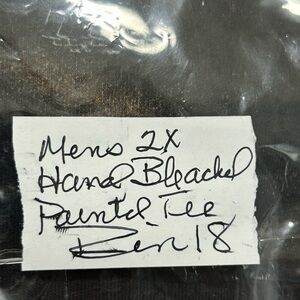 Mens 2X
Hand Bleached
Painted Tee
Bin 18